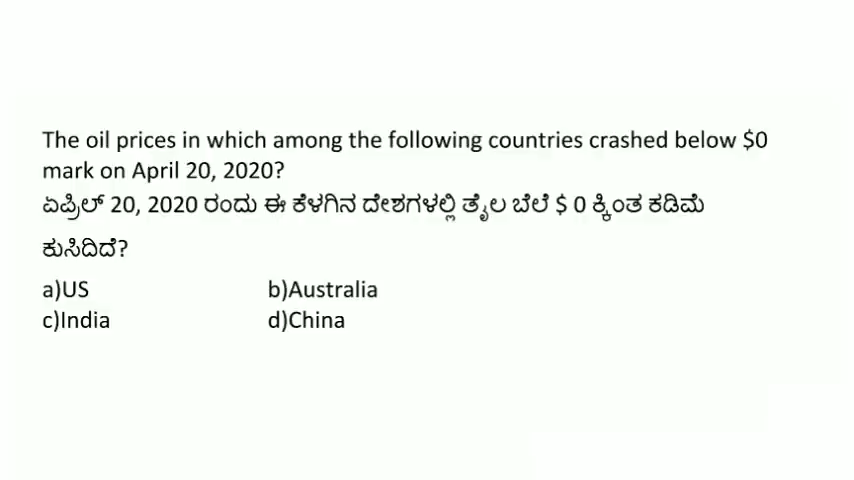 The oil prices in which among the following countries crashed below $0
mark on April 20, 2020?
ಏಪ್ರಿಲ್ 20, 2020 ರಂದು ಈ ಕೆಳಗಿನ ದೇಶಗಳಲ್ಲಿ ತೈಲ ಬೆಲೆ $ 0 ಕ್ಕಿಂತ ಕಡಿಮೆ
ಕುಸಿದಿದೆ?
a)US b)Australia
c)India d)China